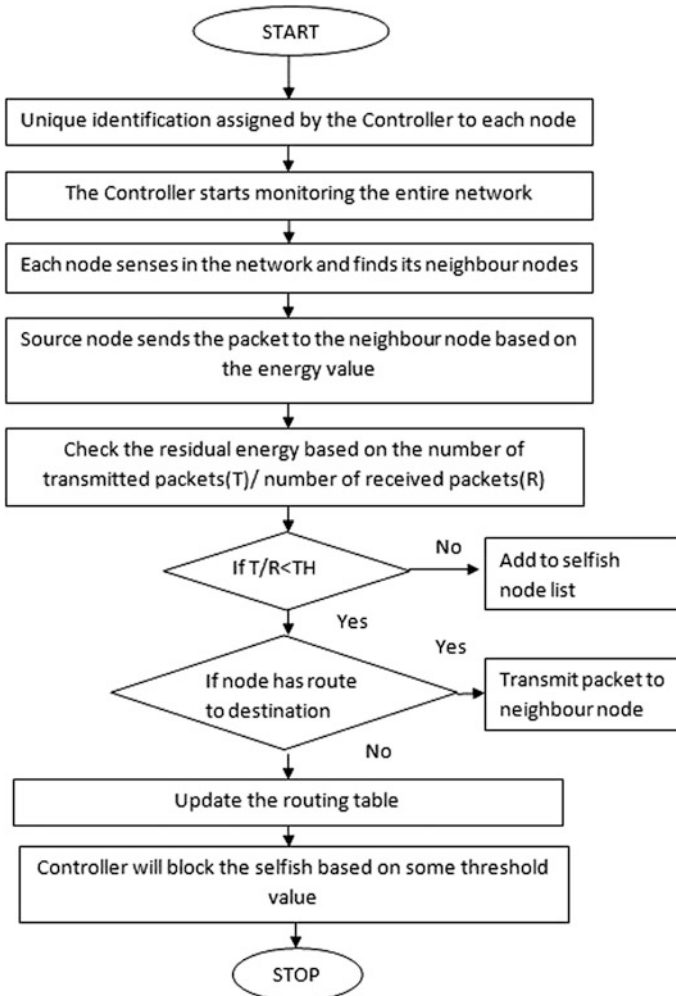 START
Unique identification assigned by the Controller to each node
The Controller starts monitoring the entire network
Each node senses in the network and finds its neighbour nodes
Source node sends the packet to the neighbour node based on
the energy value
Check the residual energy based on the number of
transmitted packets(T)/ number of received packets(R)
If T/R<TH
No
Add to selfish
node list
Yes
If node has route
to destination
Yes
Transmit packet to
neighbour node
No
Update the routing table
Controller will block the selfish based on some threshold
value
STOP